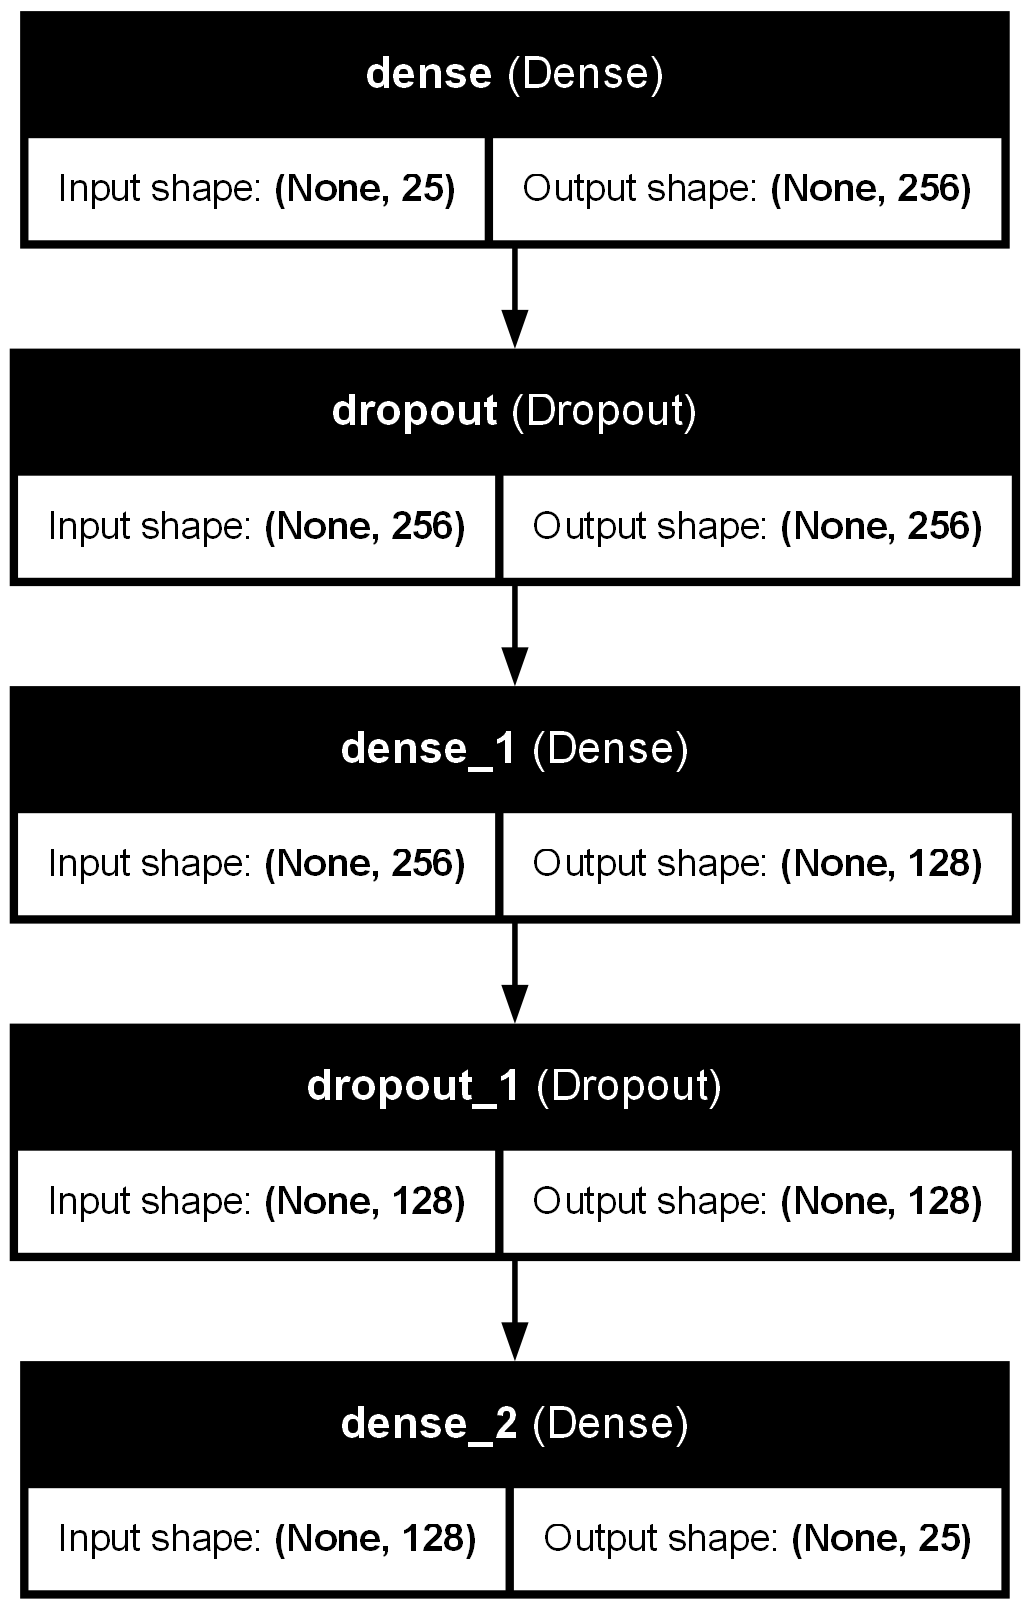 dense (Dense)
Input shape: (None, 25) Output shape: (None, 256)
dropout (Dropout)
Input shape: (None, 256) Output shape: (None, 256)
dense_1 (Dense)
Input shape: (None, 256) Output shape: (None, 128)
dropout_1 (Dropout)
Input shape: (None, 128) Output shape: (None, 128)
dense_2 (Dense)
Input shape: (None, 128) Output shape: (None, 25)